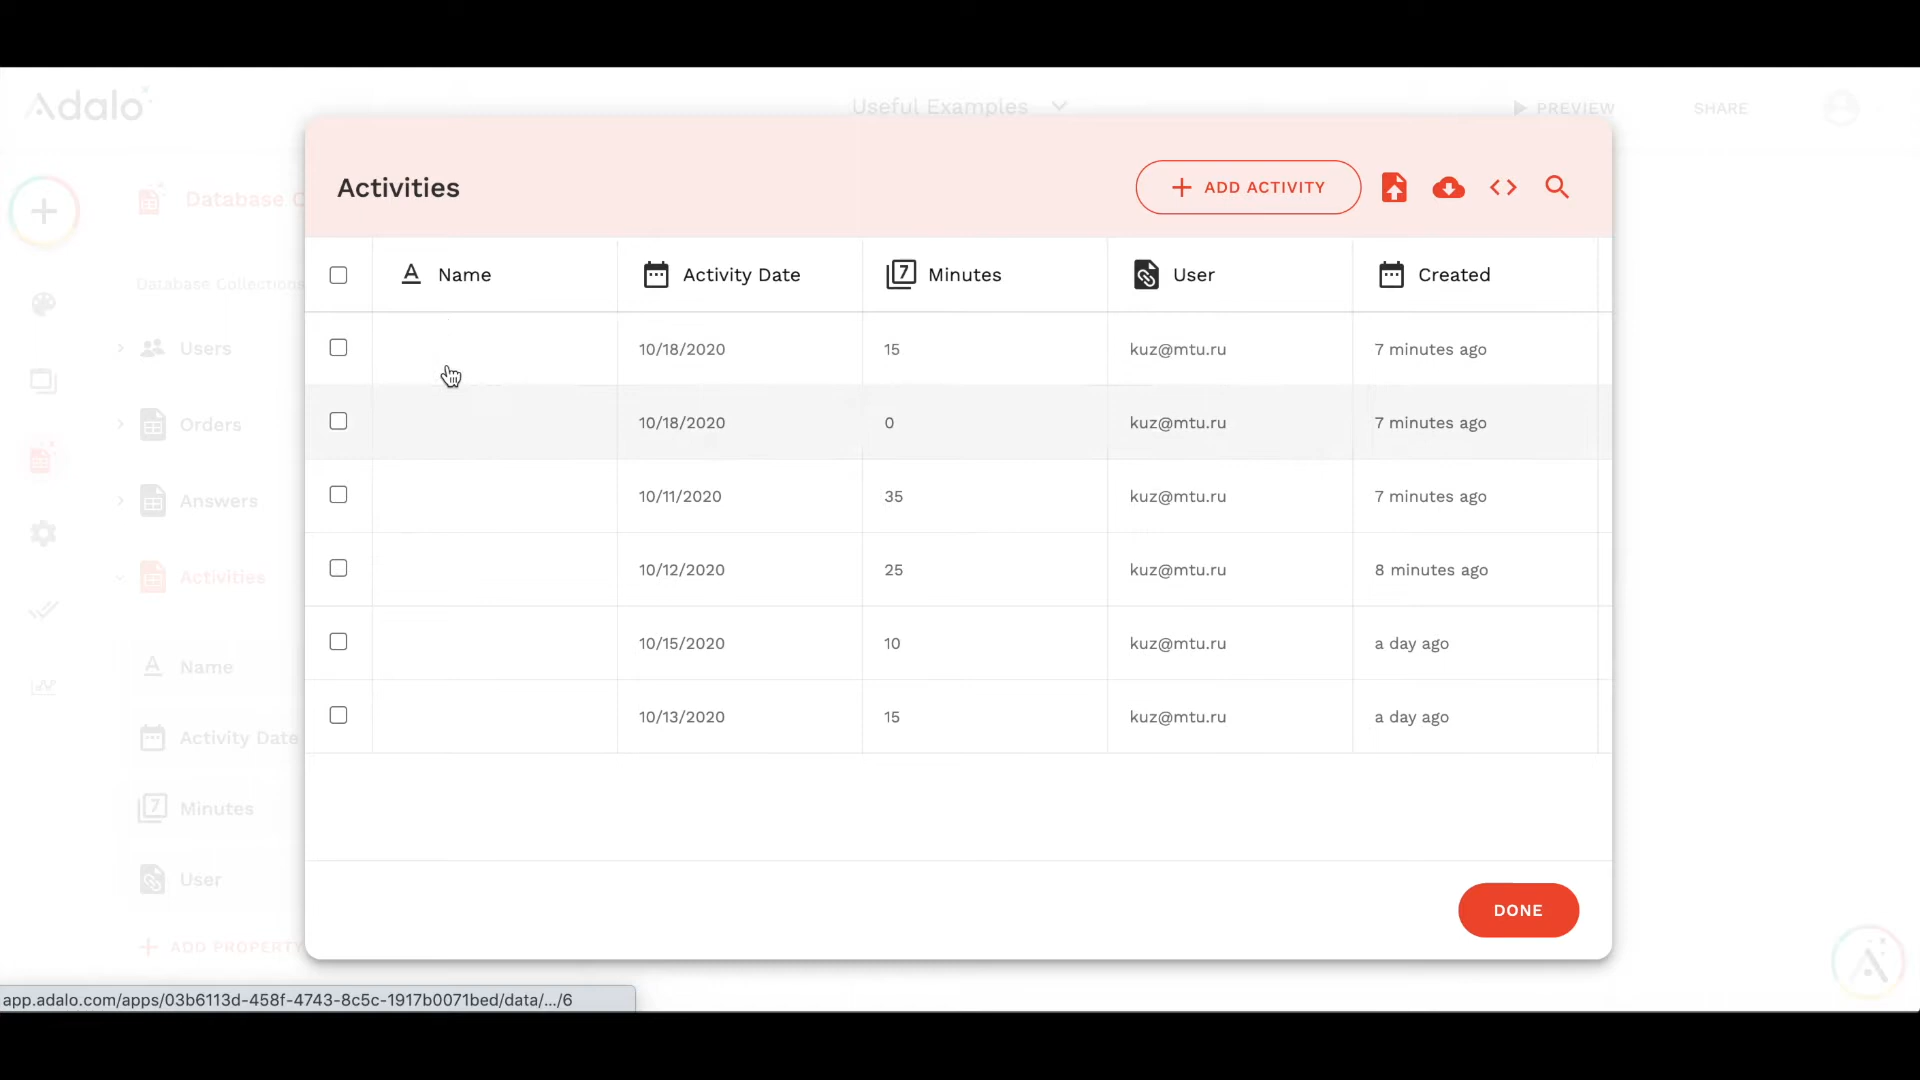 Adalo
Useful Examples
PREVIEW
SHARE
Activities
ADD ACTIVITY
Database C
Database Collections
Users
Orders
Answers
Activities
Name
Activity Date
Minutes
User
ADD PROPERTY
Name Activity Date Minutes User Created
10/18/2020 15 kuz@mtu.ru 7 minutes ago
10/18/2020 0 kuz@mtu.ru 7 minutes ago
10/11/2020 35 kuz@mtu.ru 7 minutes ago
10/12/2020 25 kuz@mtu.ru 8 minutes ago
10/15/2020 10 kuz@mtu.ru a day ago
10/13/2020 15 kuz@mtu.ru a day ago
DONE
app.adalo.com/apps/03b6113d-458f-4743-8c5c-1917b0071bed/data/.../6